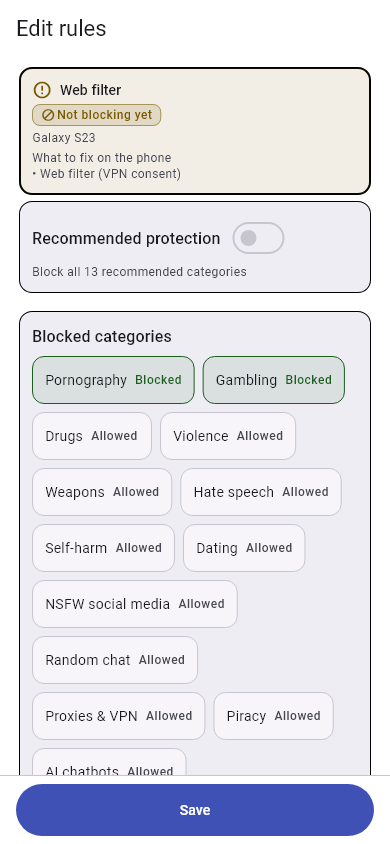 Edit rules
Web filter
Not blocking yet
Galaxy S23
What to fix on the phone
• Web filter (VPN consent)
Recommended protection
Block all 13 recommended categories
Blocked categories
Pornography Blocked Gambling Blocked
Drugs Allowed Violence Allowed
Weapons Allowed Hate speech Allowed
Self-harm Allowed Dating Allowed
NSFW social media Allowed
Random chat Allowed
Proxies & VPN Allowed Piracy Allowed
AI chatbots Allowed
Save